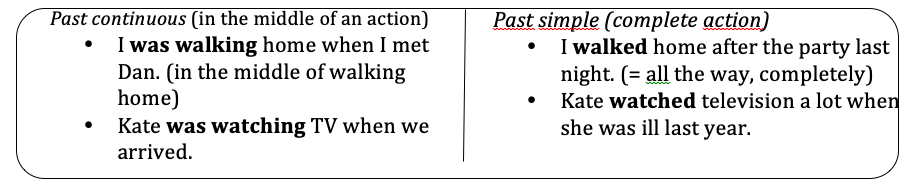 Past continuous (in the middle of an action)
• I was walking home when I met
Dan. (in the middle of walking
home)
• Kate was watching TV when we
arrived.
Past simple (complete action)
• I walked home after the party last
night. (= all the way, completely)
• Kate watched television a lot when
she was ill last year.